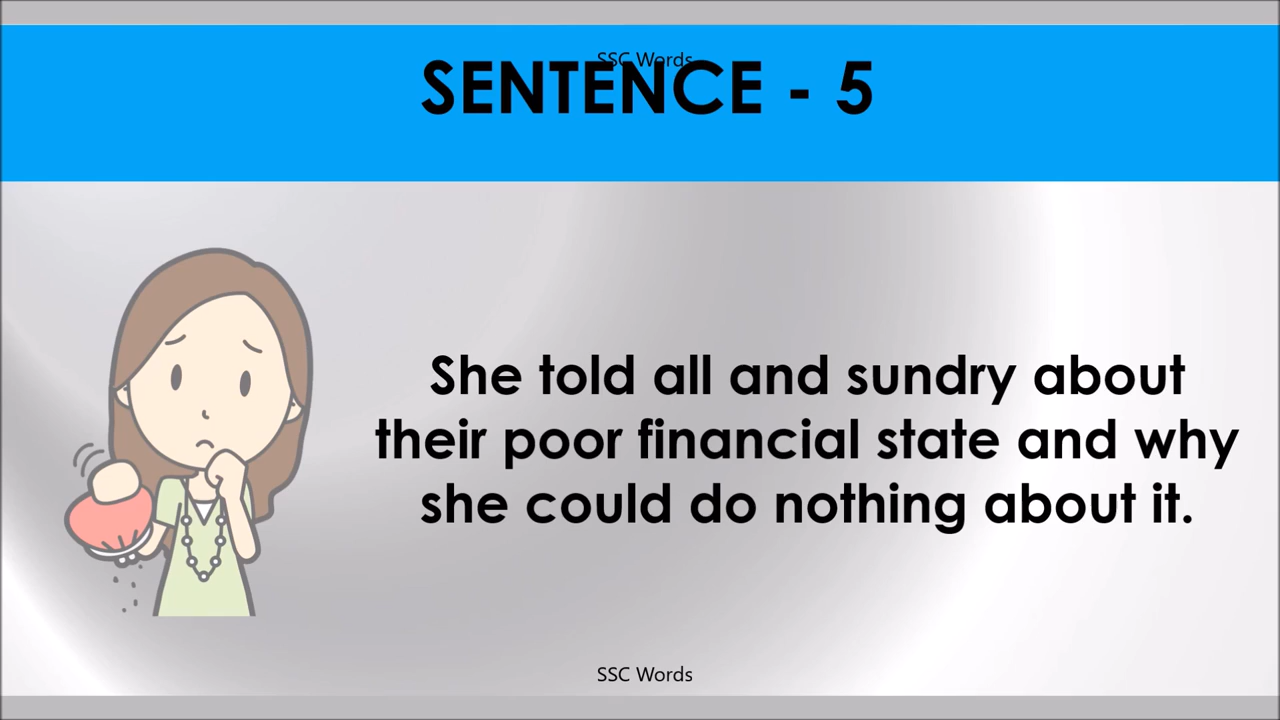 SSC Words
SENTENCE - 5
She told all and sundry about
their poor financial state and why
she could do nothing about it.
SSC Words